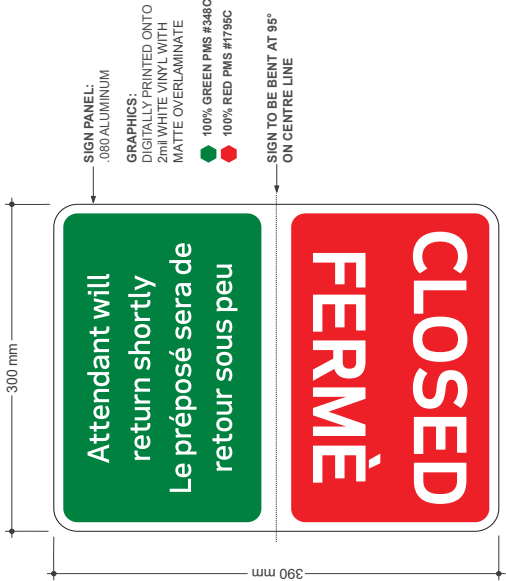 300 mm
390 mm
SIGN PANEL:
.080 ALUMINUM
GRAPHICS:
DIGITALLY PRINTED ONTO
2mil WHITE VINYL WITH
MATTE OVERLAMINATE
100% GREEN PMS #348C
100% RED PMS #1795C
SIGN TO BE BENT AT 95°
ON CENTRE LINE
Attendant will
return shortly
Le préposé sera de
retour sous peu
CLOSED
FERMÈ